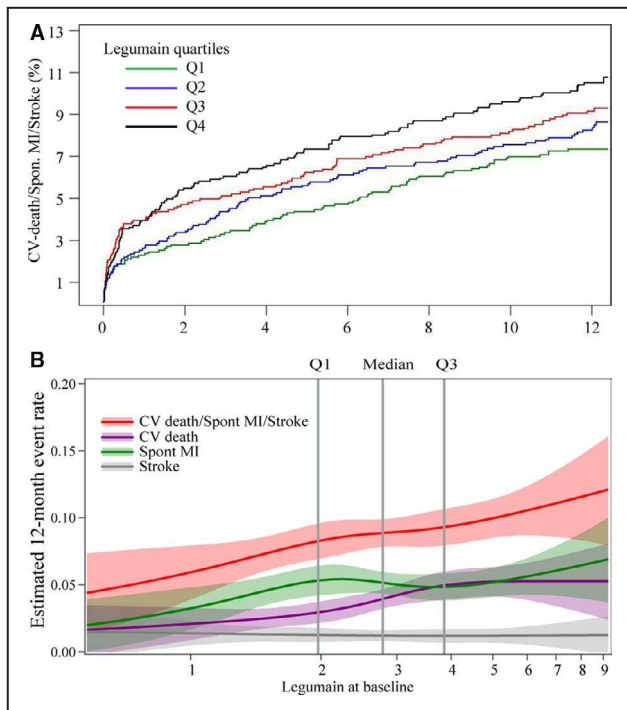 A
13
11
9
7
5
3
1
CV-death/Spon. MI/Stroke (%)
Legumain quartiles
Q1
Q2
Q3
Q4
0 2 4 6 8 10 12
B
Q1 Median Q3
0.20
0.15
0.10
0.05
0.00
Estimated 12-month event rate
CV death/Spont MI/Stroke
CV death
Spont MI
Stroke
1 2 3 4 5 6 7 8 9
Legumain at baseline